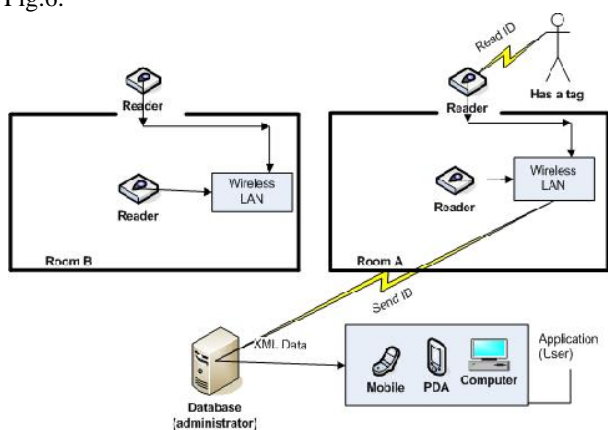 Fig.6.
Read ID
Has a tag
Reader
Reader
Wireless
LAN
Reader
Room B
Wireless
LAN
Reader
Room A
Send ID
XML Data
Database
(administrator)
Mobile
PDA
Computer
Application
(User)